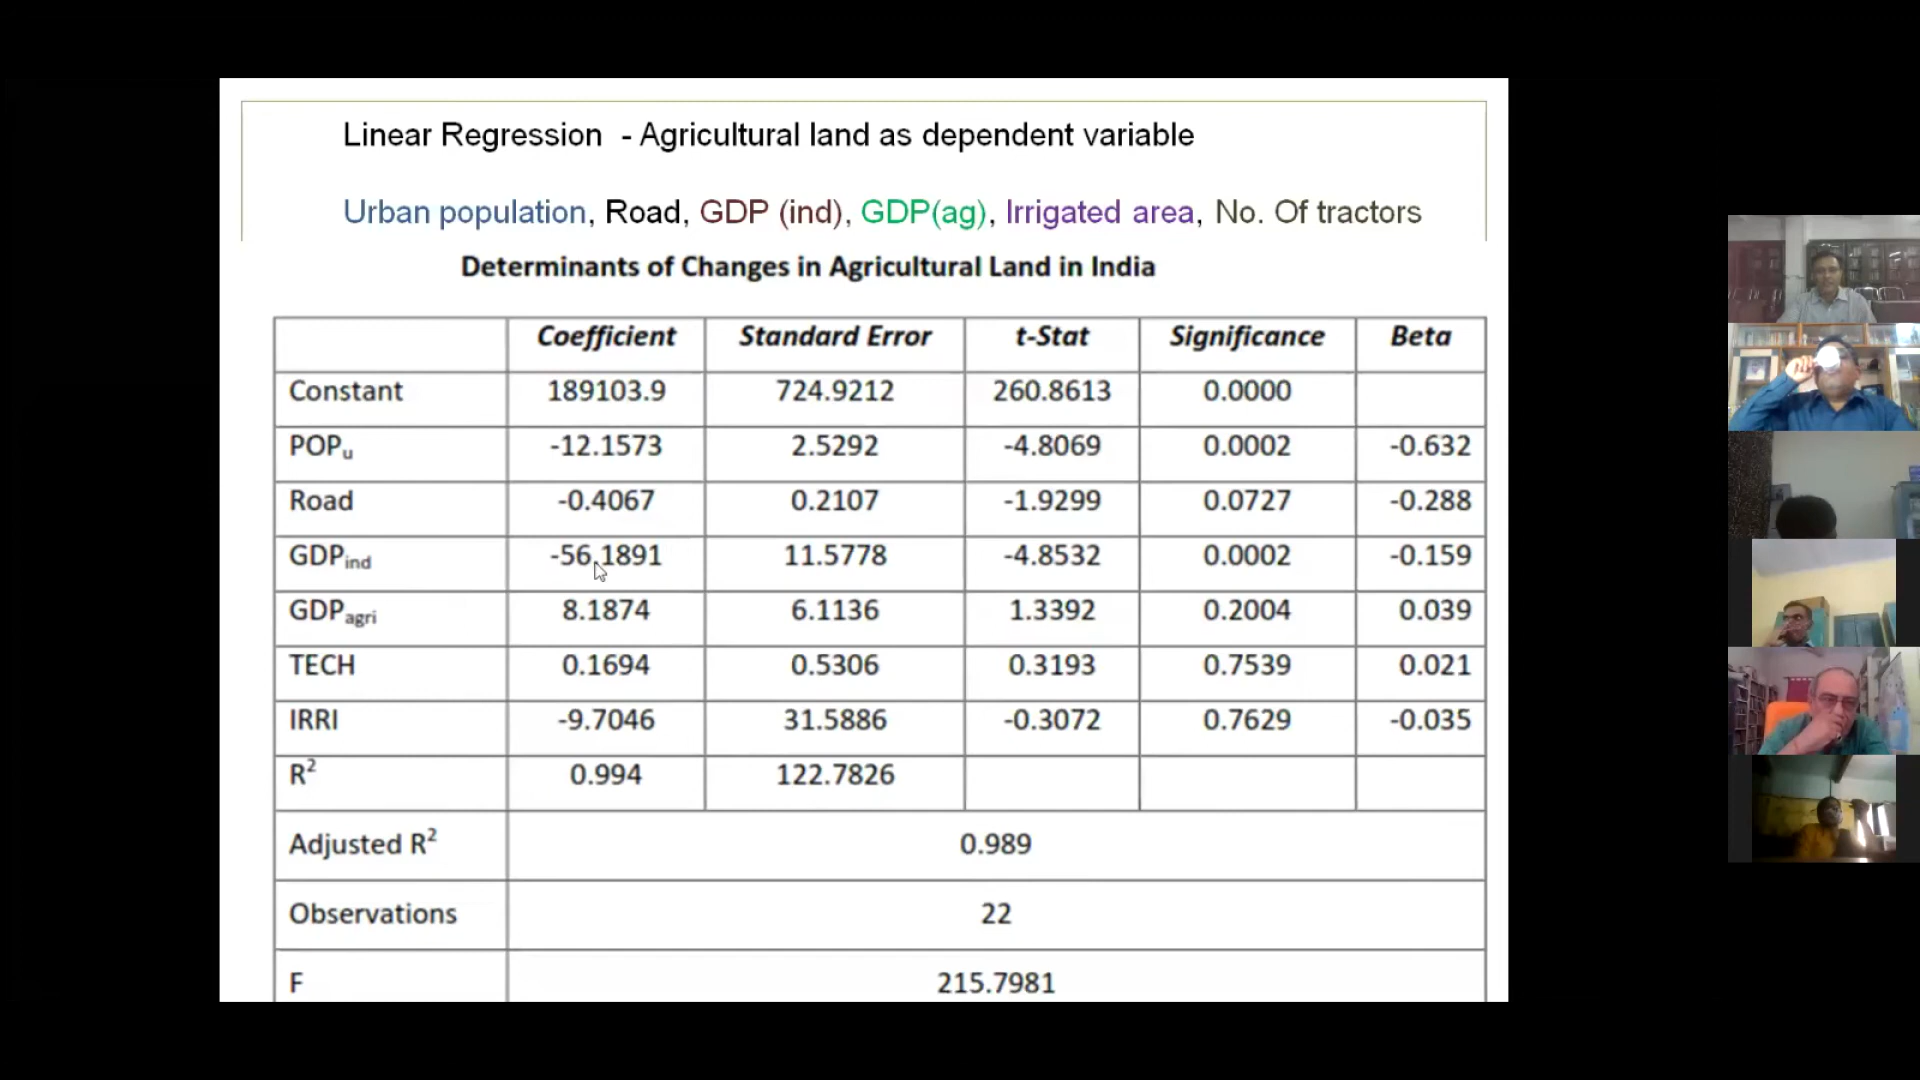 Linear Regression - Agricultural land as dependent variable
Urban population, Road, GDP (ind), GDP(ag), Irrigated area, No. Of tractors
Determinants of Changes in Agricultural Land in India
Coefficient Standard Error t-Stat Significance Beta
Constant 189103.9 724.9212 260.8613 0.0000
POPu -12.1573 2.5292 -4.8069 0.0002 -0.632
Road -0.4067 0.2107 -1.9299 0.0727 -0.288
GDPind -56.1891 11.5778 -4.8532 0.0002 -0.159
GDPagri 8.1874 6.1136 1.3392 0.2004 0.039
TECH 0.1694 0.5306 0.3193 0.7539 0.021
IRRI -9.7046 31.5886 -0.3072 0.7629 -0.035
R² 0.994 122.7826
Adjusted R² 0.989
Observations 22
F 215.7981